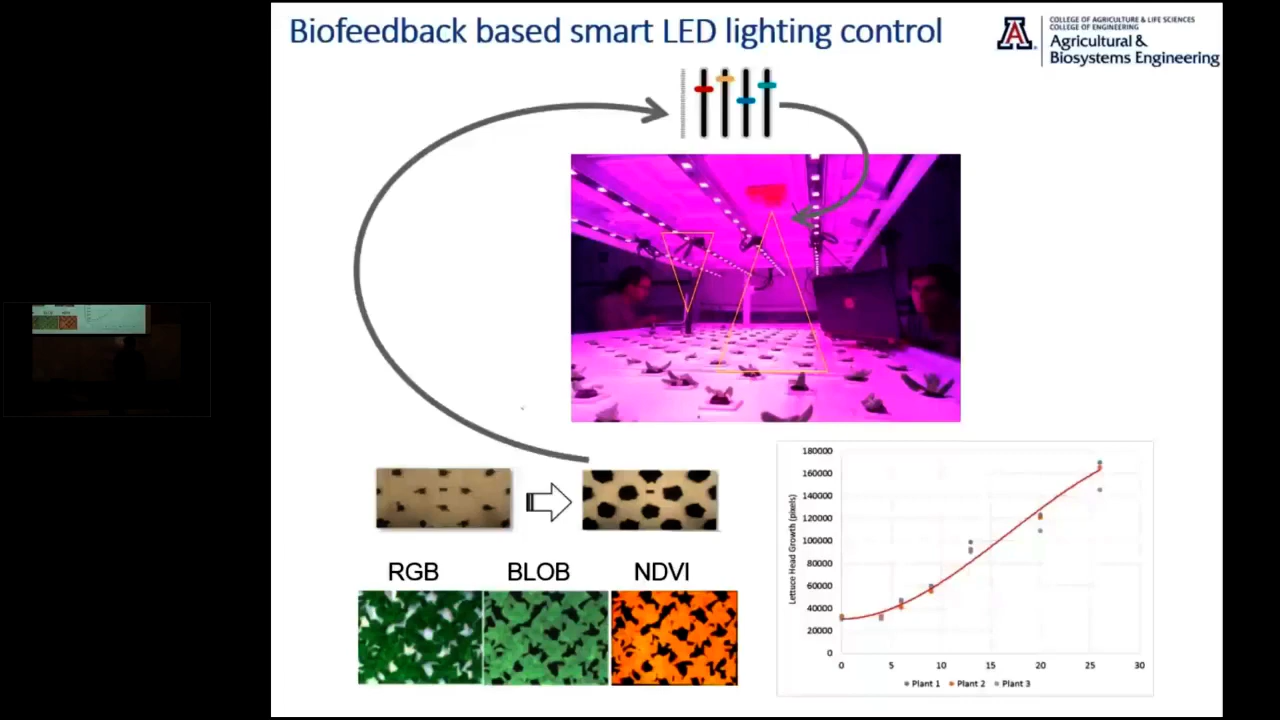 Biofeedback based smart LED lighting control
COLLEGE OF AGRICULTURE & LIFE SCIENCES
COLLEGE OF ENGINEERING
Agricultural &
Biosystems Engineering
RGB
BLOB
NDVI
Lettuce Head Growth (pixels)
180000
160000
140000
120000
100000
80000
60000
40000
20000
0
0 5 10 15 20 25 30
Plant 1 Plant 2 Plant 3